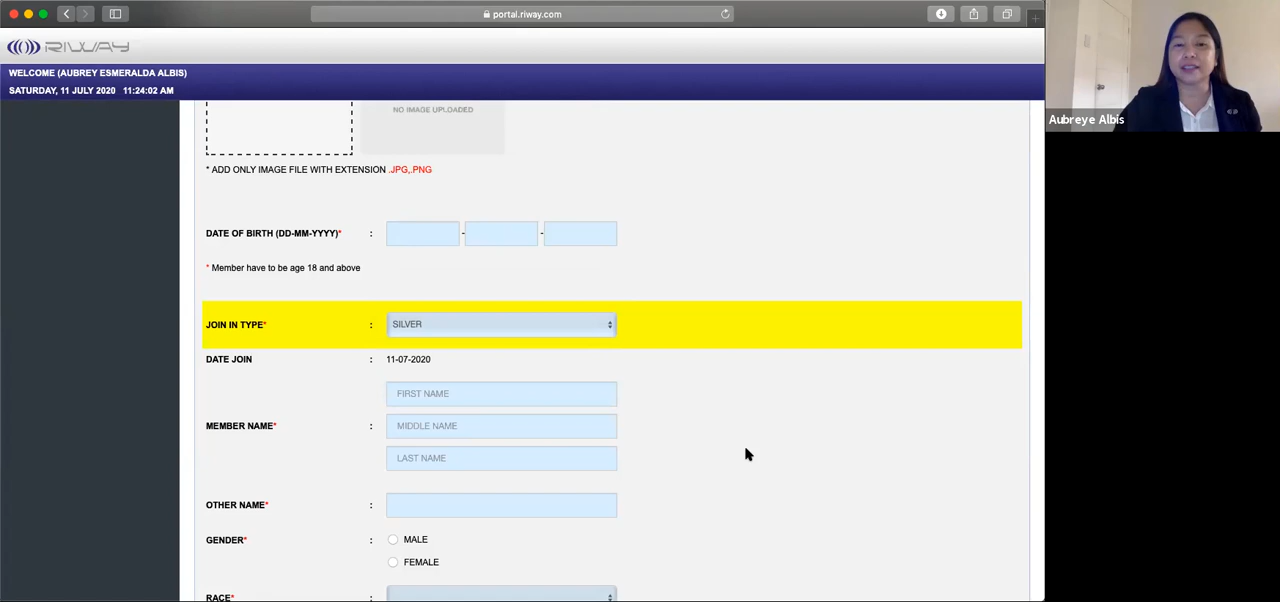 portal.riway.com
RIWAY
WELCOME (AUBREY ESMERALDA ALBIS)
SATURDAY, 11 JULY 2020 11:24:02 AM
Aubreye Albis
NO IMAGE UPLOADED
* ADD ONLY IMAGE FILE WITH EXTENSION .JPG,.PNG
DATE OF BIRTH (DD-MM-YYYY)* : - -
* Member have to be age 18 and above
JOIN IN TYPE* : SILVER
DATE JOIN : 11-07-2020
FIRST NAME
MEMBER NAME* : MIDDLE NAME
LAST NAME
OTHER NAME* :
GENDER* : MALE
FEMALE
RACE* :